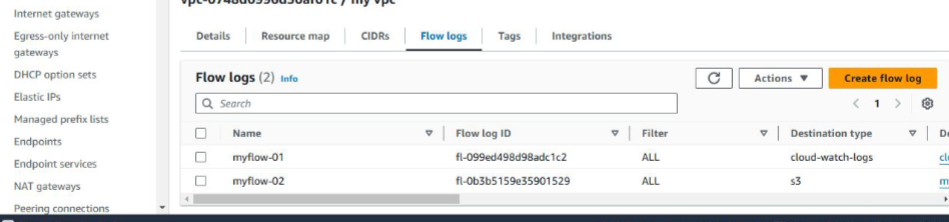 Internet gateways
Egress-only internet
gateways
DHCP option sets
Elastic IPs
Managed prefix lists
Endpoints
Endpoint services
NAT gateways
Peering connections
/ my vpc
Details Resource map CIDRs Flow logs Tags Integrations
Flow logs (2) Info
Actions
Create flow log
Search
1
Name Flow log ID Filter Destination type
myflow-01 fl-099ed498d98adc1c2 ALL cloud-watch-logs
myflow-02 fl-0b3b5159e35901529 ALL s3